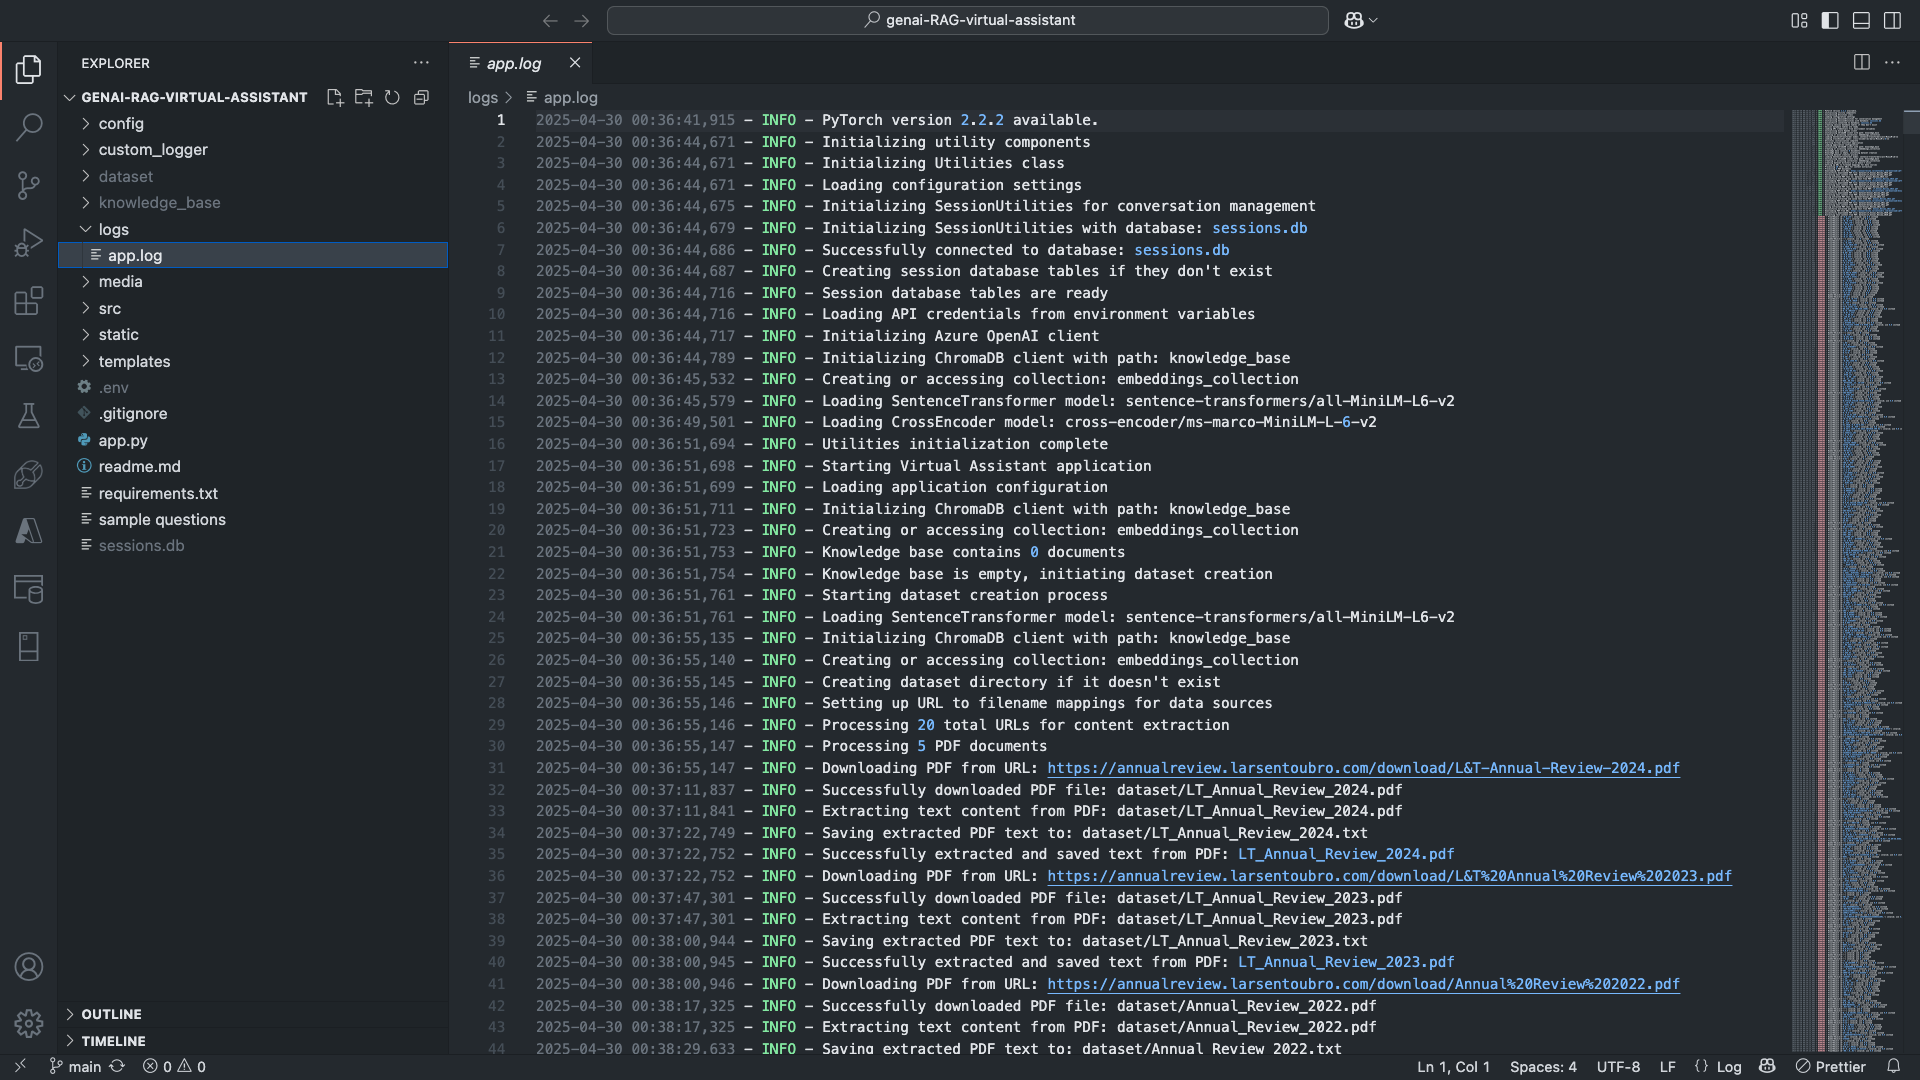 genai-RAG-virtual-assistant
EXPLORER
app.log
GENAI-RAG-VIRTUAL-ASSISTANT
config
custom_logger
dataset
knowledge_base
logs
app.log
media
src
static
templates
.env
.gitignore
app.py
readme.md
requirements.txt
sample questions
sessions.db
OUTLINE
TIMELINE
logs > app.log
1 2025-04-30 00:36:41,915 - INFO - PyTorch version 2.2.2 available.
2 2025-04-30 00:36:44,671 - INFO - Initializing utility components
3 2025-04-30 00:36:44,671 - INFO - Initializing Utilities class
4 2025-04-30 00:36:44,671 - INFO - Loading configuration settings
5 2025-04-30 00:36:44,675 - INFO - Initializing SessionUtilities for conversation management
6 2025-04-30 00:36:44,679 - INFO - Initializing SessionUtilities with database: sessions.db
7 2025-04-30 00:36:44,686 - INFO - Successfully connected to database: sessions.db
8 2025-04-30 00:36:44,687 - INFO - Creating session database tables if they don't exist
9 2025-04-30 00:36:44,716 - INFO - Session database tables are ready
10 2025-04-30 00:36:44,716 - INFO - Loading API credentials from environment variables
11 2025-04-30 00:36:44,717 - INFO - Initializing Azure OpenAI client
12 2025-04-30 00:36:44,789 - INFO - Initializing ChromaDB client with path: knowledge_base
13 2025-04-30 00:36:45,532 - INFO - Creating or accessing collection: embeddings_collection
14 2025-04-30 00:36:45,579 - INFO - Loading SentenceTransformer model: sentence-transformers/all-MiniLM-L6-v2
15 2025-04-30 00:36:49,501 - INFO - Loading CrossEncoder model: cross-encoder/ms-marco-MiniLM-L-6-v2
16 2025-04-30 00:36:51,694 - INFO - Utilities initialization complete
17 2025-04-30 00:36:51,698 - INFO - Starting Virtual Assistant application
18 2025-04-30 00:36:51,699 - INFO - Loading application configuration
19 2025-04-30 00:36:51,711 - INFO - Initializing ChromaDB client with path: knowledge_base
20 2025-04-30 00:36:51,723 - INFO - Creating or accessing collection: embeddings_collection
21 2025-04-30 00:36:51,753 - INFO - Knowledge base contains 0 documents
22 2025-04-30 00:36:51,754 - INFO - Knowledge base is empty, initiating dataset creation
23 2025-04-30 00:36:51,761 - INFO - Starting dataset creation process
24 2025-04-30 00:36:51,761 - INFO - Loading SentenceTransformer model: sentence-transformers/all-MiniLM-L6-v2
25 2025-04-30 00:36:55,135 - INFO - Initializing ChromaDB client with path: knowledge_base
26 2025-04-30 00:36:55,140 - INFO - Creating or accessing collection: embeddings_collection
27 2025-04-30 00:36:55,145 - INFO - Creating dataset directory if it doesn't exist
28 2025-04-30 00:36:55,146 - INFO - Setting up URL to filename mappings for data sources
29 2025-04-30 00:36:55,146 - INFO - Processing 20 total URLs for content extraction
30 2025-04-30 00:36:55,147 - INFO - Processing 5 PDF documents
31 2025-04-30 00:36:55,147 - INFO - Downloading PDF from URL: https://annualreview.larsentoubro.com/download/L&T-Annual-Review-2024.pdf
32 2025-04-30 00:37:11,837 - INFO - Successfully downloaded PDF file: dataset/LT_Annual_Review_2024.pdf
33 2025-04-30 00:37:11,841 - INFO - Extracting text content from PDF: dataset/LT_Annual_Review_2024.pdf
34 2025-04-30 00:37:22,749 - INFO - Saving extracted PDF text to: dataset/LT_Annual_Review_2024.txt
35 2025-04-30 00:37:22,752 - INFO - Successfully extracted and saved text from PDF: LT_Annual_Review_2024.pdf
36 2025-04-30 00:37:22,752 - INFO - Downloading PDF from URL: https://annualreview.larsentoubro.com/download/L&T%20Annual%20Review%202023.pdf
37 2025-04-30 00:37:47,301 - INFO - Successfully downloaded PDF file: dataset/LT_Annual_Review_2023.pdf
38 2025-04-30 00:37:47,301 - INFO - Extracting text content from PDF: dataset/LT_Annual_Review_2023.pdf
39 2025-04-30 00:38:00,944 - INFO - Saving extracted PDF text to: dataset/LT_Annual_Review_2023.txt
40 2025-04-30 00:38:00,945 - INFO - Successfully extracted and saved text from PDF: LT_Annual_Review_2023.pdf
41 2025-04-30 00:38:00,946 - INFO - Downloading PDF from URL: https://annualreview.larsentoubro.com/download/Annual%20Review%202022.pdf
42 2025-04-30 00:38:17,325 - INFO - Successfully downloaded PDF file: dataset/Annual_Review_2022.pdf
43 2025-04-30 00:38:17,325 - INFO - Extracting text content from PDF: dataset/Annual_Review_2022.pdf
44 2025-04-30 00:38:29,633 - INFO - Saving extracted PDF text to: dataset/Annual_Review_2022.txt
main 0 0 Ln 1, Col 1 Spaces: 4 UTF-8 LF {} Log Prettier